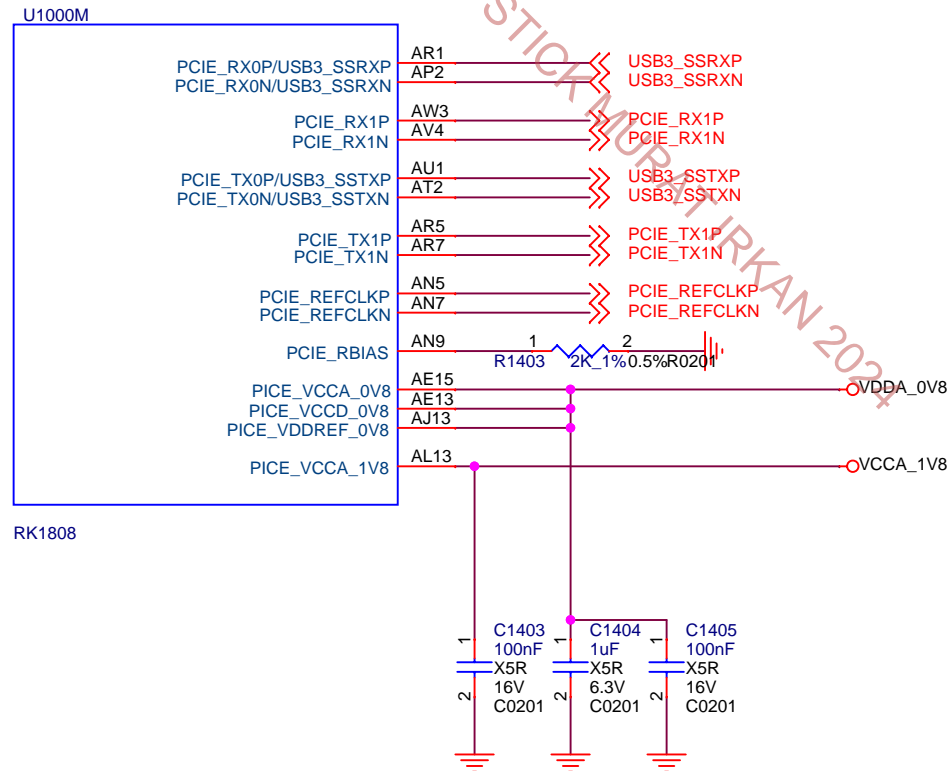 U1000M
PCIE_RX0P/USB3_SSRXP AR1 USB3_SSRXP
PCIE_RX0N/USB3_SSRXN AP2 USB3_SSRXN
PCIE_RX1P AW3 PCIE_RX1P
PCIE_RX1N AV4 PCIE_RX1N
PCIE_TX0P/USB3_SSTXP AU1 USB3_SSTXP
PCIE_TX0N/USB3_SSTXN AT2 USB3_SSTXN
PCIE_TX1P AR5 PCIE_TX1P
PCIE_TX1N AR7 PCIE_TX1N
PCIE_REFCLKP AN5 PCIE_REFCLKP
PCIE_REFCLKN AN7 PCIE_REFCLKN
PCIE_RBIAS AN9 1 2
R1403 2K_1% 0.5% R0201
PICE_VCCA_0V8 AE15 VDDA_0V8
PICE_VCCD_0V8 AE13
PICE_VDDREF_0V8 AJ13
PICE_VCCA_1V8 AL13 VCCA_1V8
RK1808
STICK MURAT IRKAN 2024
1 C1403 1 C1404 1 C1405
100nF 1uF 100nF
X5R X5R X5R
2 16V 2 6.3V 2 16V
C0201 C0201 C0201